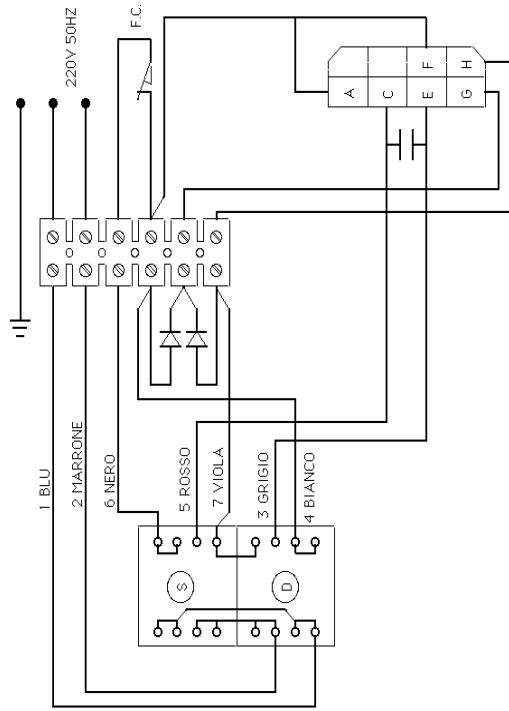 220V 50HZ
F.C.
A
C
E
F
G
H
1 BLU
2 MARRONE
6 NERO
5 ROSSO
7 VIOLA
3 GRIGIO
4 BIANCO
S
D